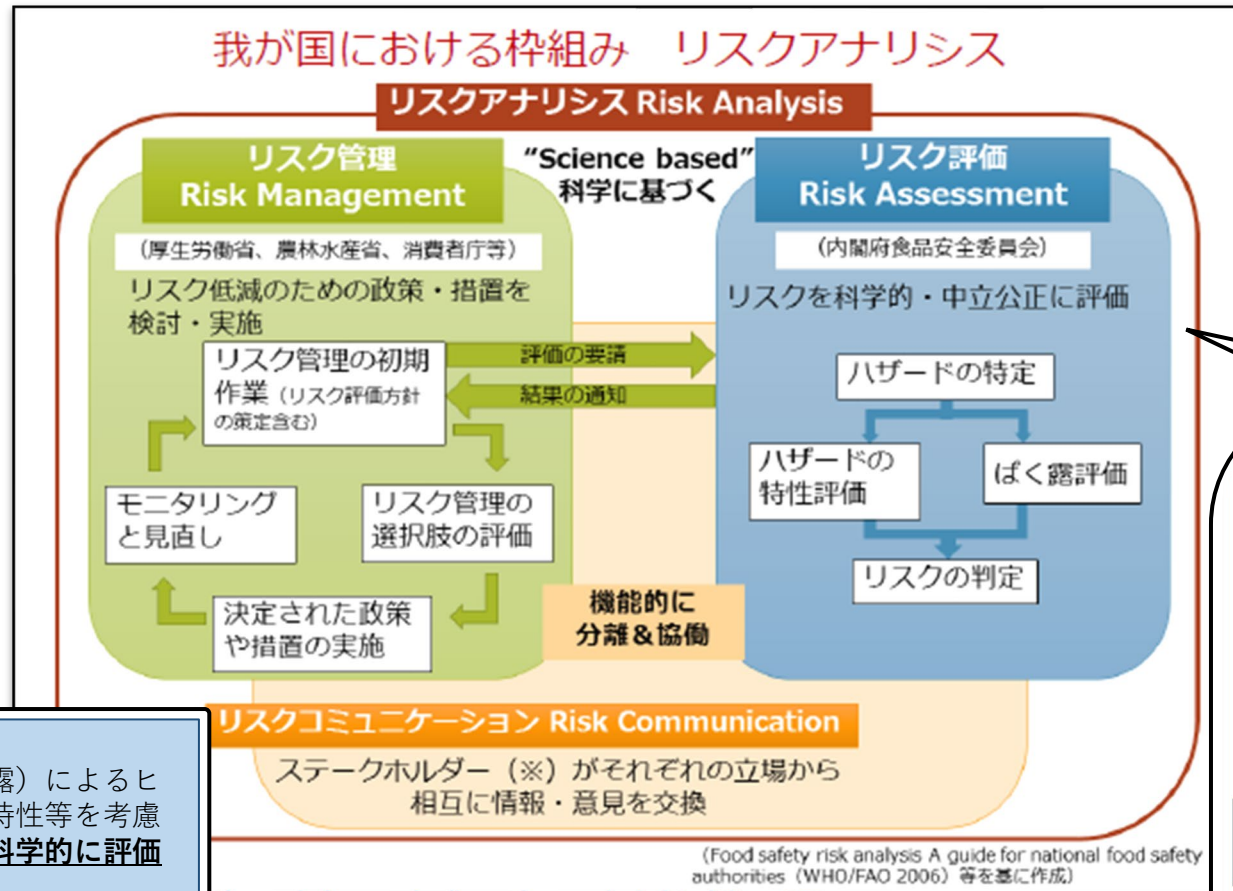 我が国における枠組み　リスクアナリシス
リスクアナリシス Risk Analysis
リスク管理
Risk Management
"Science based"
科学に基づく
リスク評価
Risk Assessment
（厚生労働省、農林水産省、消費者庁等）
リスク低減のための政策・措置を
検討・実施
（内閣府食品安全委員会）
リスクを科学的・中立公正に評価
リスク管理の初期
作業（リスク評価方針
の策定含む）
評価の要請
結果の通知
モニタリング
と見直し
リスク管理の
選択肢の評価
決定された政策
や措置の実施
ハザードの特定
ハザードの
特性評価
ばく露評価
リスクの判定
機能的に
分離＆協働
リスクコミュニケーション Risk Communication
ステークホルダー（※）がそれぞれの立場から
相互に情報・意見を交換
露）によるヒ
特性等を考慮
科学的に評価
（Food safety risk analysis A guide for national food safety
authorities（WHO/FAO 2006）等を基に作成）